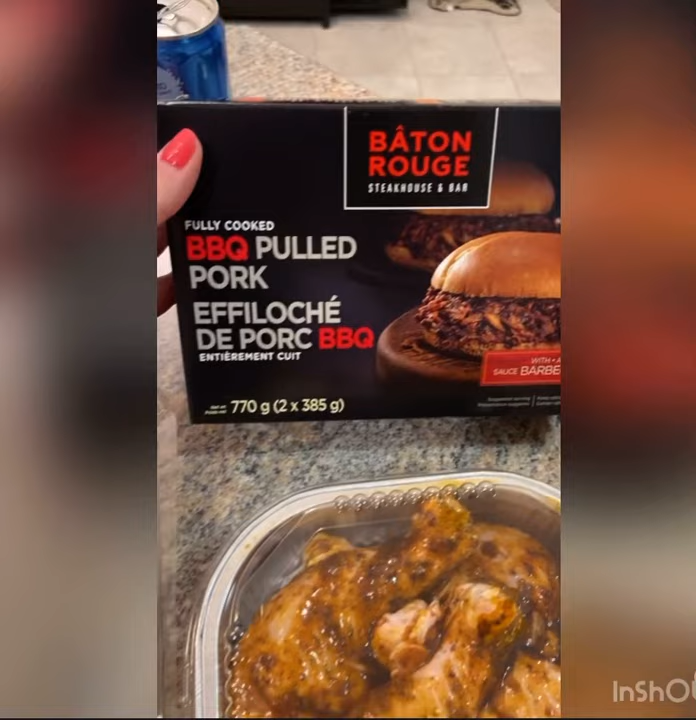 BÂTON
ROUGE
STEAKHOUSE & BAR
FULLY COOKED
BBQ PULLED
PORK
EFFILOCHÉ
DE PORC BBQ
ENTIÈREMENT CUIT
WITH • A
SAUCE BARBE
770 g (2 x 385 g)
InShO